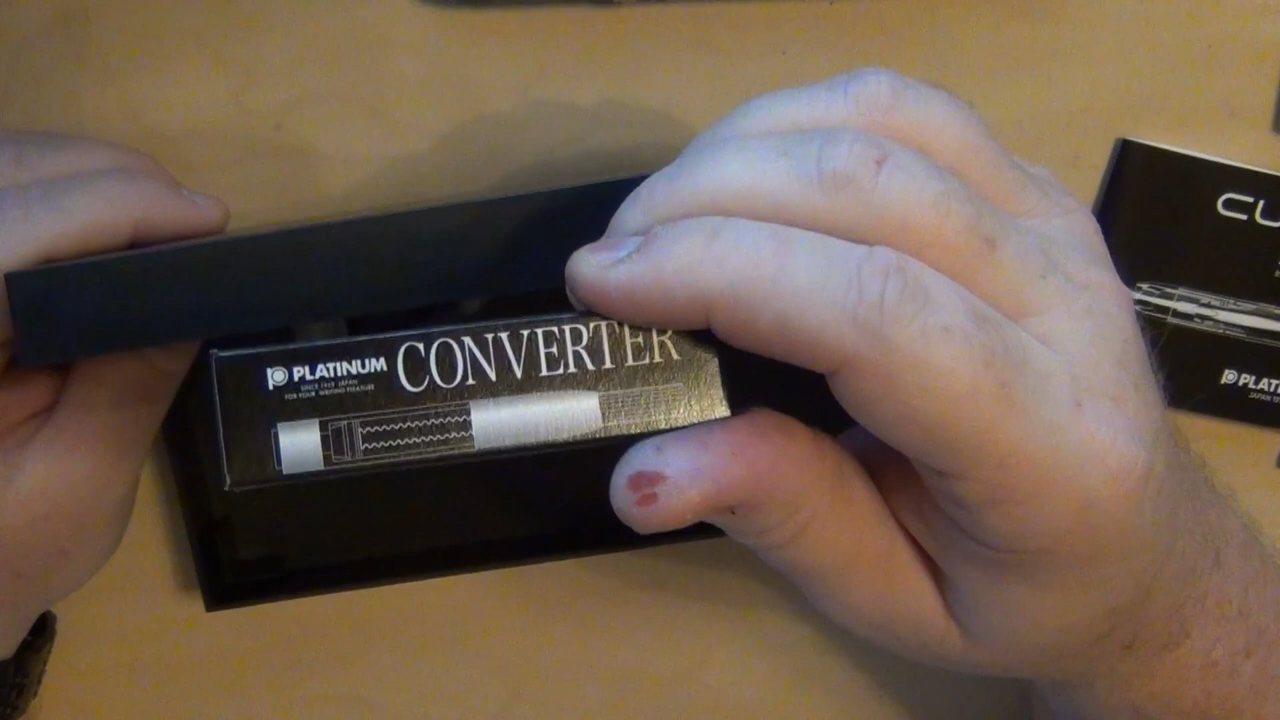 PLATINUM
SINCE 1919 JAPAN
FOR YOUR WRITING PLEASURE
CONVERTER
CU
PLATI